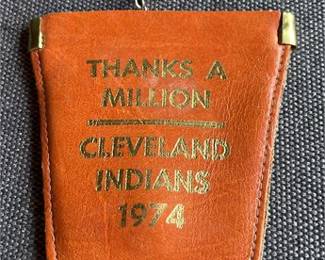 THANKS A
MILLION
CLEVELAND
INDIANS
1974